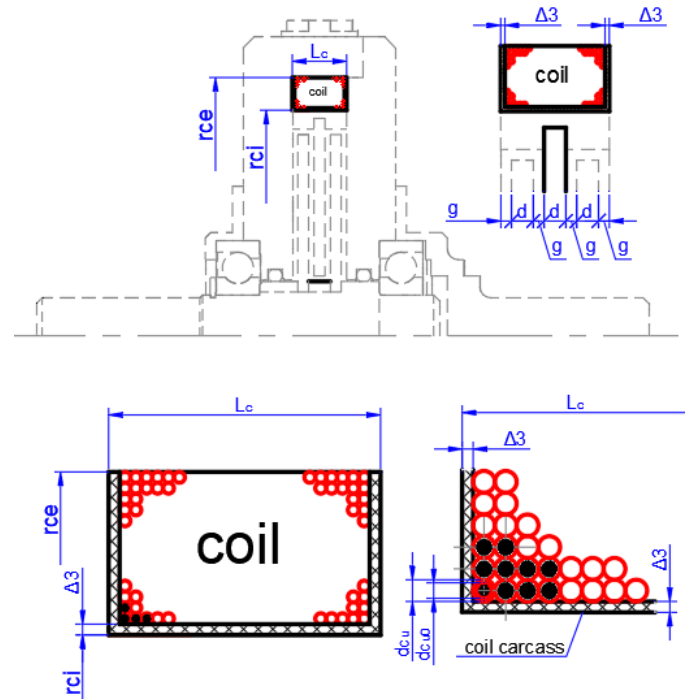 Δ3
Δ3
Lc
coil
coil
rce
rci
g
d
d
d
g
g
g
Lc
Lc
Δ3
rce
coil
Δ3
Δ3
dcu
dcu0
coil carcass
rci